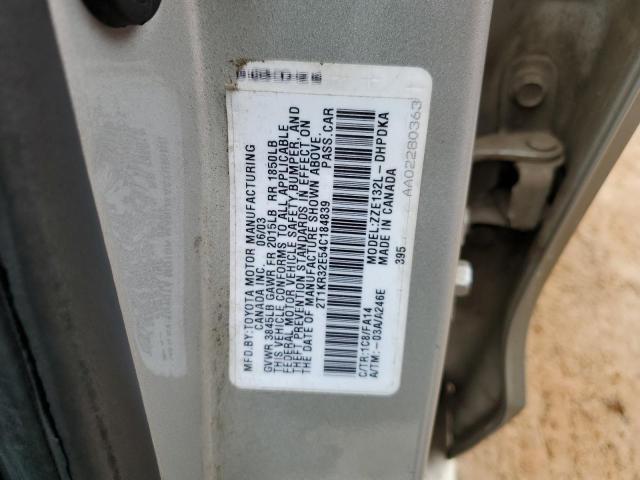 MFD.BY:TOYOTA MOTOR MANUFACTURING
CANADA INC. 06/03
GVWR 3845LB GAWR FR 2015LB RR 1850LB
THIS VEHICLE CONFORMS TO ALL APPLICABLE
FEDERAL MOTOR VEHICLE SAFETY, BUMPER, AND
THEFT PREVENTION STANDARDS IN EFFECT ON
THE DATE OF MANUFACTURE SHOWN ABOVE.
2T1KR32E54C184839 PASS.CAR
C/TR:1C8/FA14 MODEL:ZZE132L-DHPDKA
A/TM:-03A/A246E MADE IN CANADA
395
AA02280363